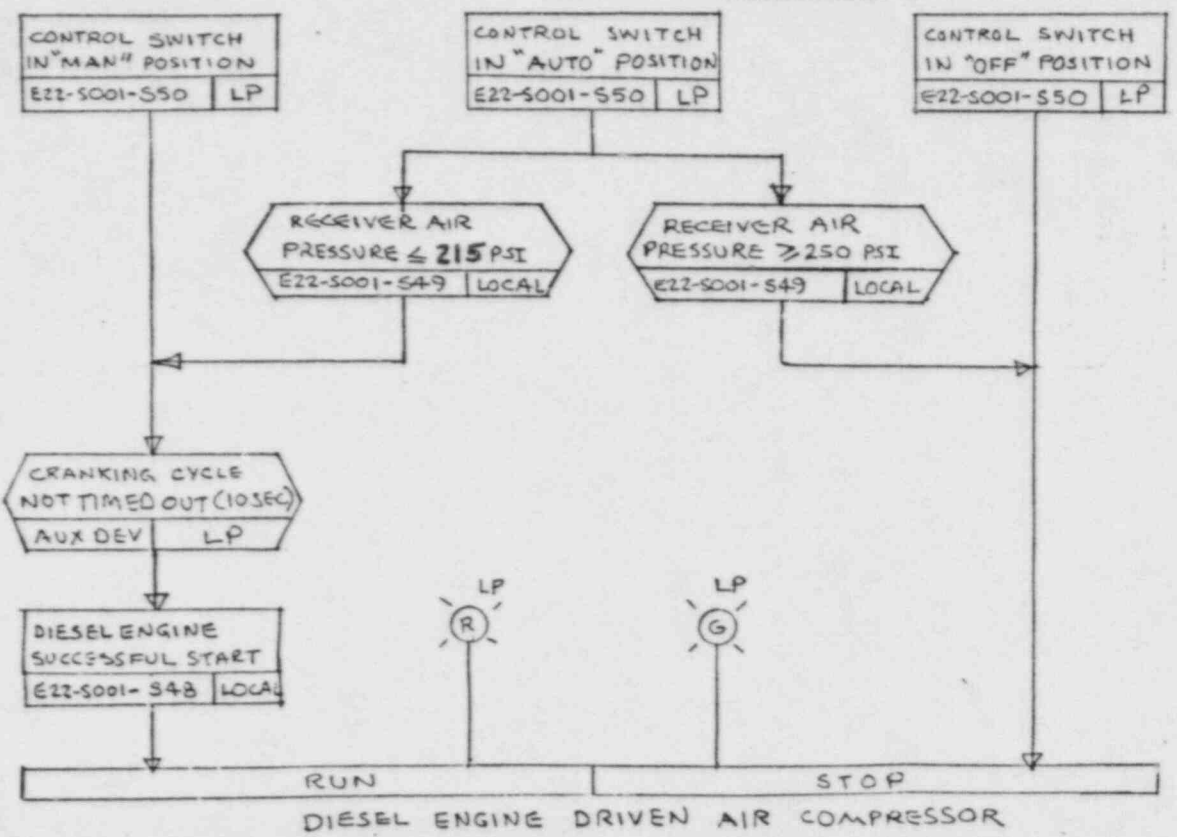 CONTROL SWITCH
IN "MAN" POSITION
E22-S001-S50 LP
CONTROL SWITCH
IN "AUTO" POSITION
E22-S001-S50 LP
CONTROL SWITCH
IN "OFF" POSITION
E22-S001-S50 LP
RECEIVER AIR
PRESSURE ≤ 215 PSI
E22-S001-S49 LOCAL
RECEIVER AIR
PRESSURE ≥ 250 PSI
E22-S001-S49 LOCAL
CRANKING CYCLE
NOT TIMED OUT (10 SEC)
AUX DEV LP
DIESEL ENGINE
SUCCESSFUL START
E22-S001-S48 LOCAL
LP
R
LP
G
RUN
STOP
DIESEL ENGINE DRIVEN AIR COMPRESSOR